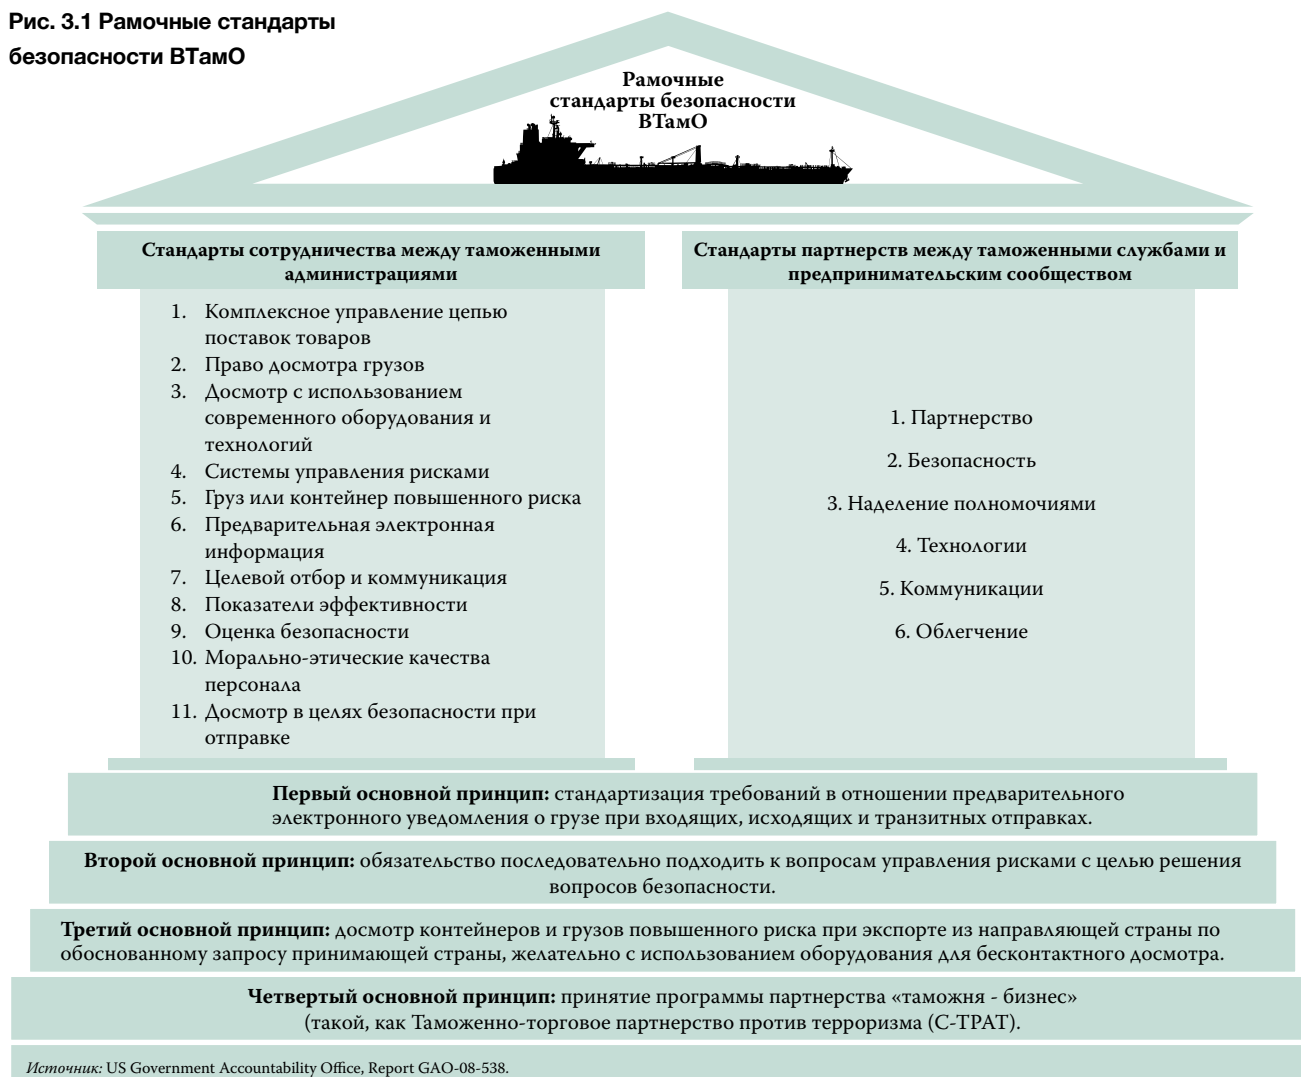 Рис. 3.1 Рамочные стандарты
безопасности ВТамО
Рамочные
стандарты безопасности
ВТамО
Стандарты сотрудничества между таможенными
администрациями
1. Комплексное управление цепью
поставок товаров
2. Право досмотра грузов
3. Досмотр с использованием
современного оборудования и
технологий
4. Системы управления рисками
5. Груз или контейнер повышенного риска
6. Предварительная электронная
информация
7. Целевой отбор и коммуникация
8. Показатели эффективности
9. Оценка безопасности
10. Морально-этические качества
персонала
11. Досмотр в целях безопасности при
отправке
Стандарты партнерств между таможенными службами и
предпринимательским сообществом
1. Партнерство
2. Безопасность
3. Наделение полномочиями
4. Технологии
5. Коммуникации
6. Облегчение
Первый основной принцип: стандартизация требований в отношении предварительного
электронного уведомления о грузе при входящих, исходящих и транзитных отправках.
Второй основной принцип: обязательство последовательно подходить к вопросам управления рисками с целью решения
вопросов безопасности.
Третий основной принцип: досмотр контейнеров и грузов повышенного риска при экспорте из направляющей страны по
обоснованному запросу принимающей страны, желательно с использованием оборудования для бесконтактного досмотра.
Четвертый основной принцип: принятие программы партнерства «таможня - бизнес»
(такой, как Таможенно-торговое партнерство против терроризма (C-TPAT).
Источник: US Government Accountability Office, Report GAO-08-538.